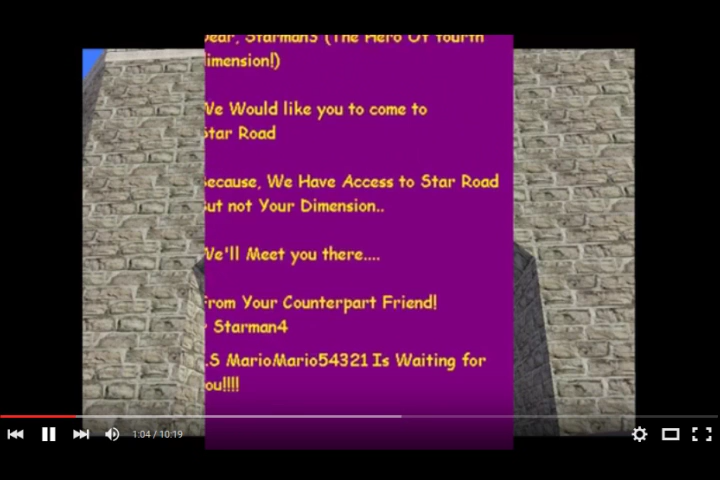 Dear, Starman3 (The Hero Of fourth
imension!)
We Would like you to come to
Star Road
Because, We Have Access to Star Road
But not Your Dimension..
We'll Meet you there....
From Your Counterpart Friend!
Starman4
.S MarioMario54321 Is Waiting for
ou!!!!
1:04 / 10:19